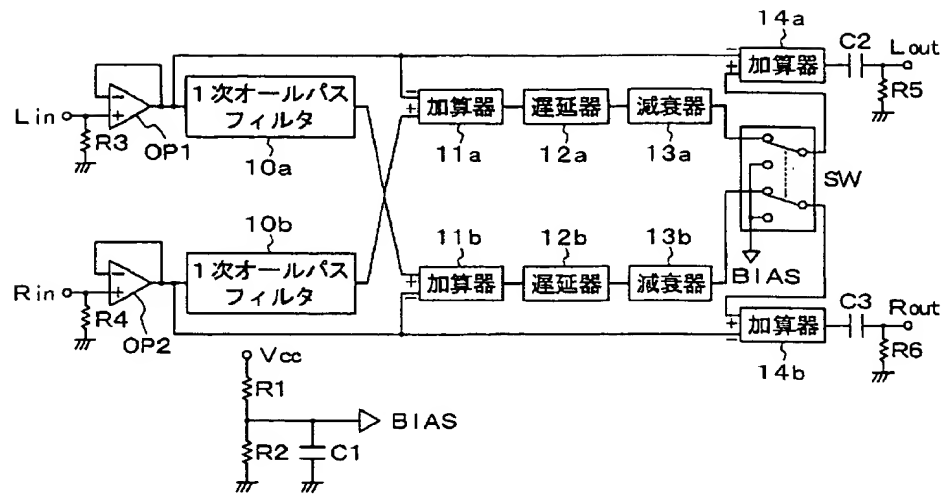 14a
C2
Lout
加算器
R5
1次オールパス
フィルタ
Lin
R3
OP1
10a
加算器
11a
遅延器
12a
減衰器
13a
SW
10b
11b
12b
13b
1次オールパス
フィルタ
加算器
遅延器
減衰器
BIAS
Rin
R4
OP2
C3
Rout
加算器
R6
14b
Vcc
R1
BIAS
R2
C1